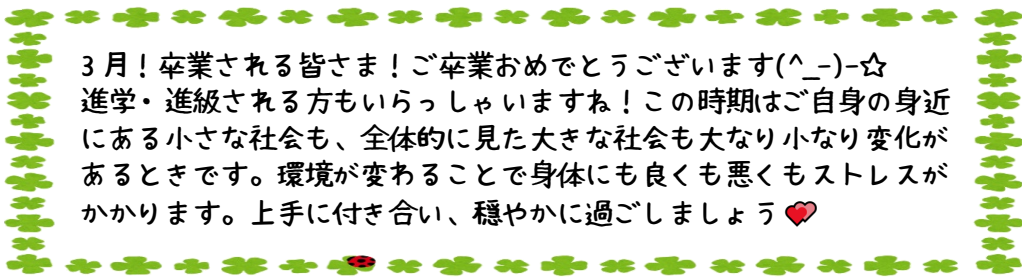 3月！卒業される皆さま！ご卒業おめでとうございます(^_-)-☆
進学・進級される方もいらっしゃいますね！この時期はご自身の身近
にある小さな社会も、全体的に見た大きな社会も大なり小なり変化が
あるときです。環境が変わることで身体にも良くも悪くもストレスが
かかります。上手に付き合い、穏やかに過ごしましょう💕